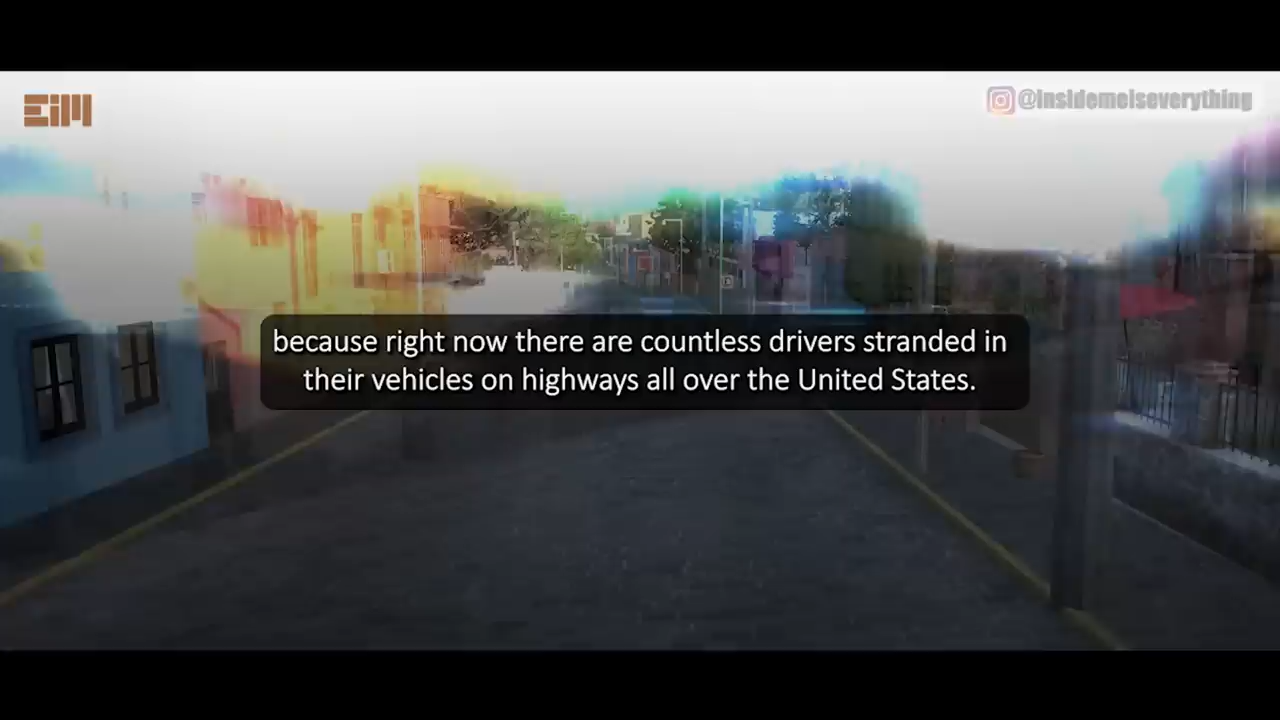 EiM
@insidemeiseverything
because right now there are countless drivers stranded in
their vehicles on highways all over the United States.